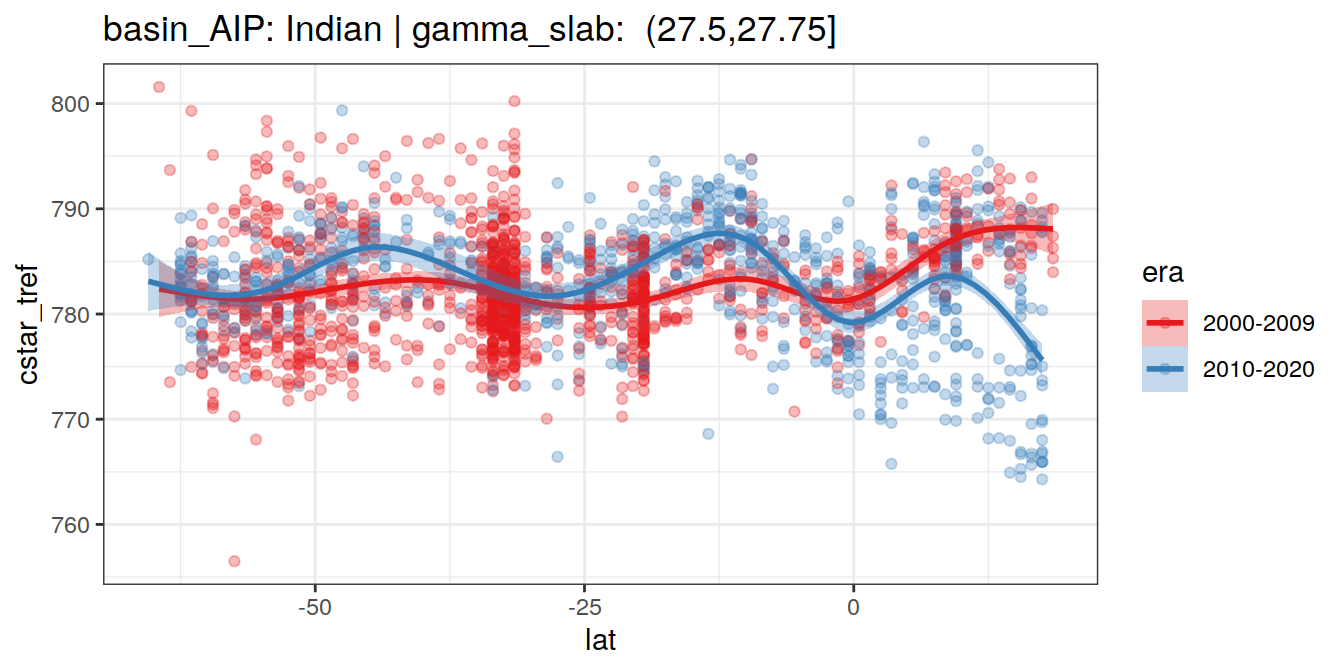 basin_AIP: Indian | gamma_slab:  (27.5,27.75]
800
790
780
770
760
cstar_tref
-50
-25
0
lat
era
2000-2009
2010-2020